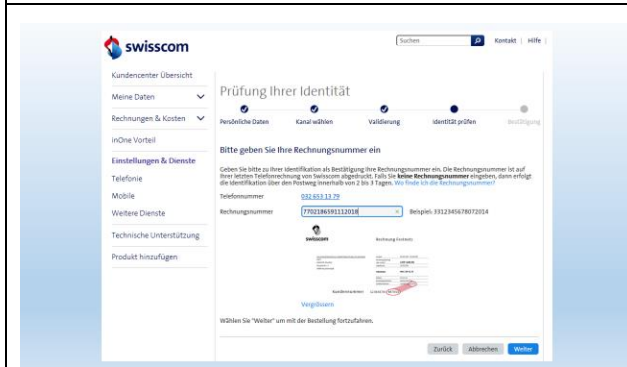 swisscom
Suchen
Kontakt | Hilfe |
Kundencenter Übersicht
Meine Daten
Rechnungen & Kosten
inOne Vorteil
Einstellungen & Dienste
Telefonie
Mobile
Weitere Dienste
Technische Unterstützung
Produkt hinzufügen
Prüfung Ihrer Identität
Persönliche Daten
Kanal wählen
Validierung
Identität prüfen
Bestätigung
Bitte geben Sie Ihre Rechnungsnummer ein
Geben Sie bitte zu Ihrer Identifikation als Bestätigung Ihre Rechnungsnummer ein. Die Rechnungsnummer ist auf
Ihrer letzten Telefonrechnung von Swisscom abgedruckt. Falls Sie keine Rechnungsnummer eingeben, dann erfolgt
die Identifikation über den Postweg innerhalb von 2 bis 3 Tagen. Wo finde ich die Rechnungsnummer?
Telefonnummer 032 653 13 79
Rechnungsnummer 7702186591112018 × Beispiel: 3312345678072014
swisscom
Vergrössern
Wählen Sie "Weiter" um mit der Bestellung fortzufahren.
Zurück Abbrechen Weiter